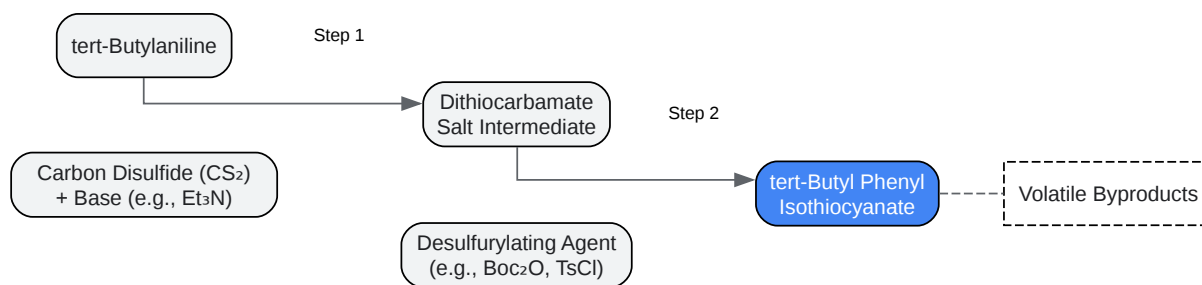 tert-Butylaniline
Step 1
Carbon Disulfide (CS₂)
+ Base (e.g., Et₃N)
Dithiocarbamate
Salt Intermediate
Step 2
Desulfurylating Agent
(e.g., Boc₂O, TsCl)
tert-Butyl Phenyl
Isothiocyanate
Volatile Byproducts